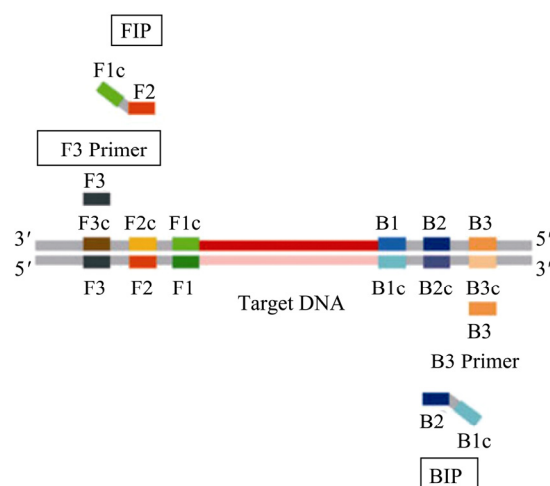 FIP
F1c
F2
F3 Primer
F3
F3c F2c F1c B1 B2 B3
3′ 5′
5′ 3′
F3 F2 F1 B1c B2c B3c
Target DNA
B3
B3 Primer
B2
B1c
BIP